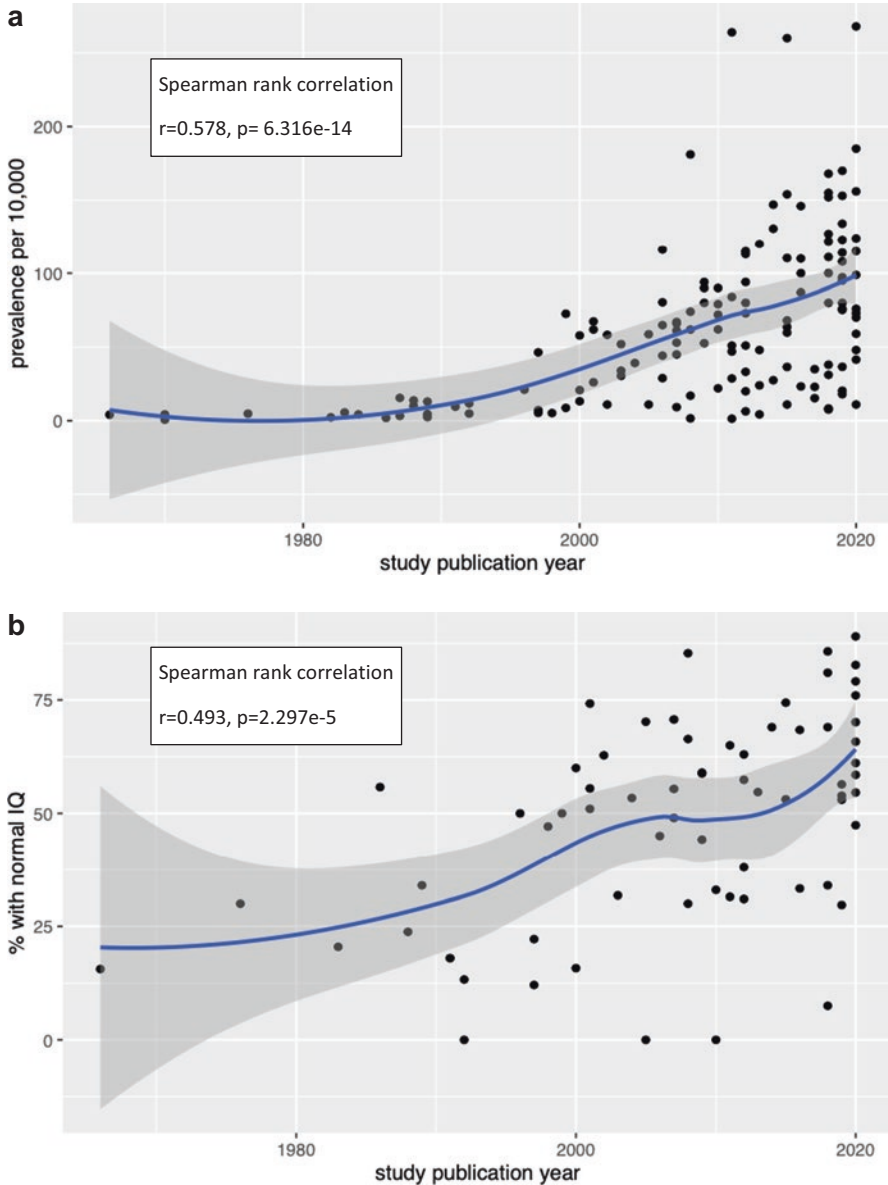 a
Spearman rank correlation
r=0.578, p= 6.316e-14
prevalence per 10,000
200
100
0
1980
2000
2020
study publication year
b
Spearman rank correlation
r=0.493, p=2.297e-5
% with normal IQ
75
50
25
0
1980
2000
2020
study publication year